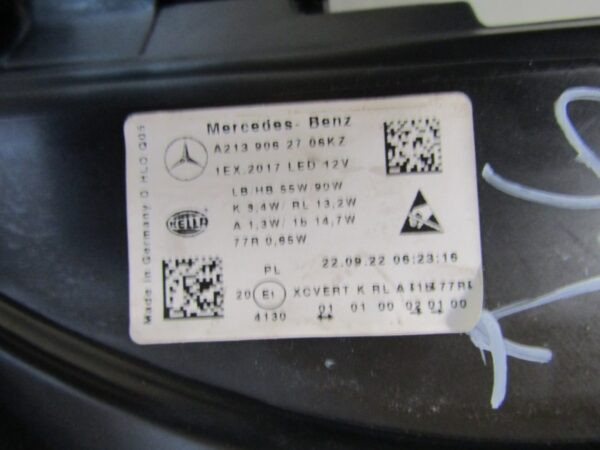 Mercedes-Benz
A213 906 27 06KZ
1EX.2017 LED 12V
LB/HB 55W 90W
K 3,4W/ RL 13,2W
A 1,3W/ 1b 14,7W
77R 0,65W
HELLA
Made in Germany
PL 22.09.22 06:23:16
20 E1 XCVERT K RL A
4130 01 01 00 02 01 00